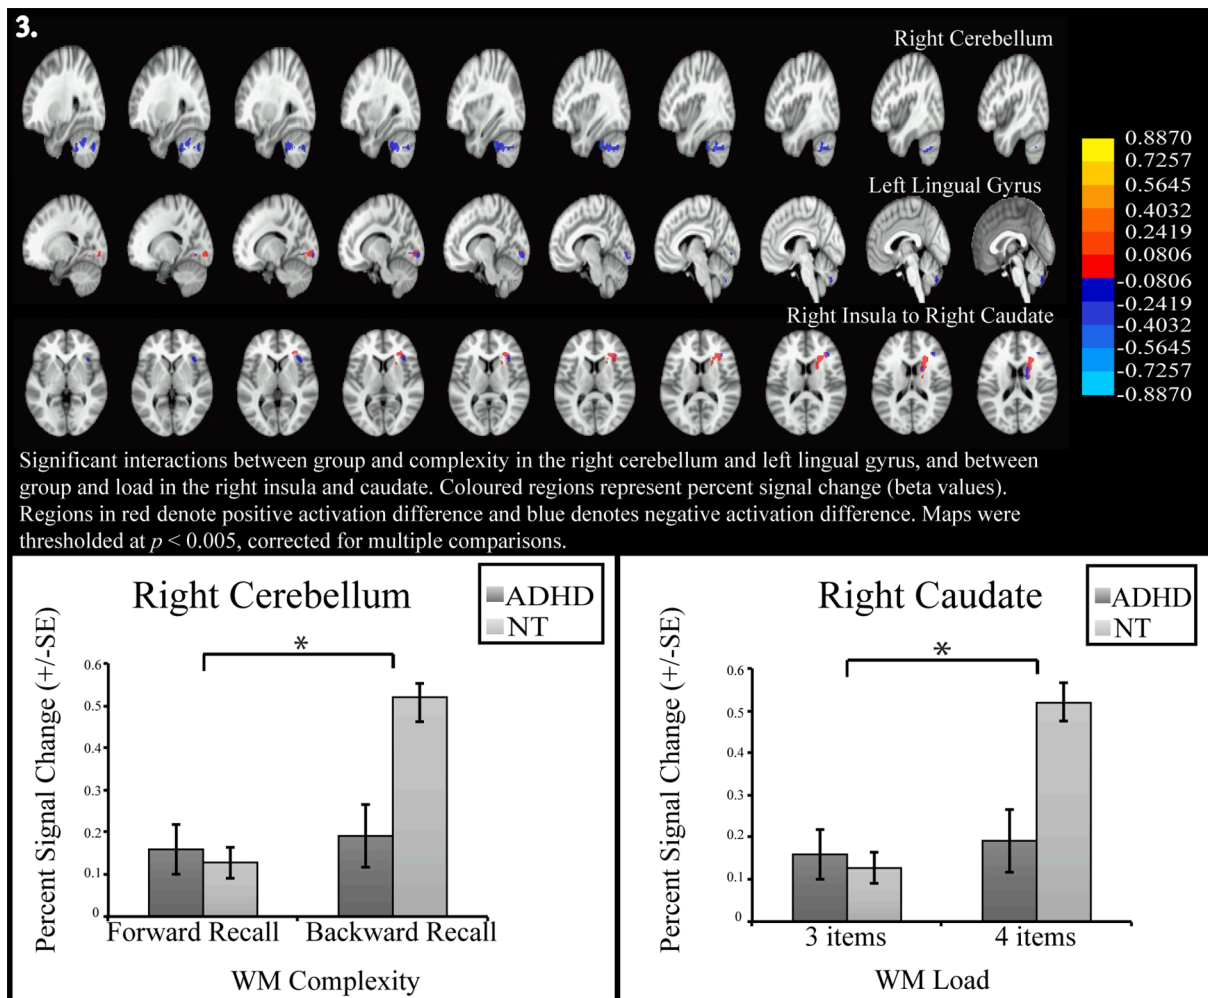 3.
Right Cerebellum
Left Lingual Gyrus
Right Insula to Right Caudate
0.8870
0.7257
0.5645
0.4032
0.2419
0.0806
-0.0806
-0.2419
-0.4032
-0.5645
-0.7257
-0.8870
Significant interactions between group and complexity in the right cerebellum and left lingual gyrus, and between
group and load in the right insula and caudate. Coloured regions represent percent signal change (beta values).
Regions in red denote positive activation difference and blue denotes negative activation difference. Maps were
thresholded at p < 0.005, corrected for multiple comparisons.
Right Cerebellum
ADHD
NT
*
Percent Signal Change (+/-SE)
0.6
0.5
0.4
0.3
0.2
0.1
0
Forward Recall
Backward Recall
WM Complexity
Right Caudate
ADHD
NT
*
Percent Signal Change (+/-SE)
0.6
0.5
0.4
0.3
0.2
0.1
0
3 items
4 items
WM Load